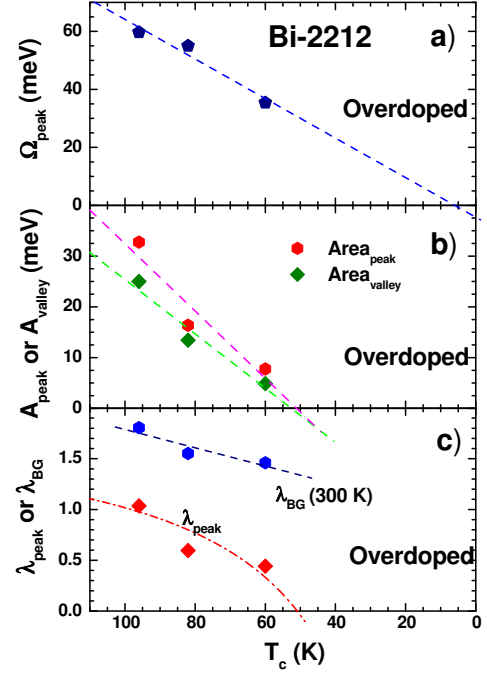 Bi-2212
a)
Overdoped
Ω_peak (meV)
60
40
20
0
b)
Area_peak
Area_valley
Overdoped
A_peak or A_valley (meV)
30
20
10
0
c)
λ_BG (300 K)
λ_peak
Overdoped
λ_peak or λ_BG
1.5
1.0
0.5
0.0
100 80 60 40 20 0
T_c (K)